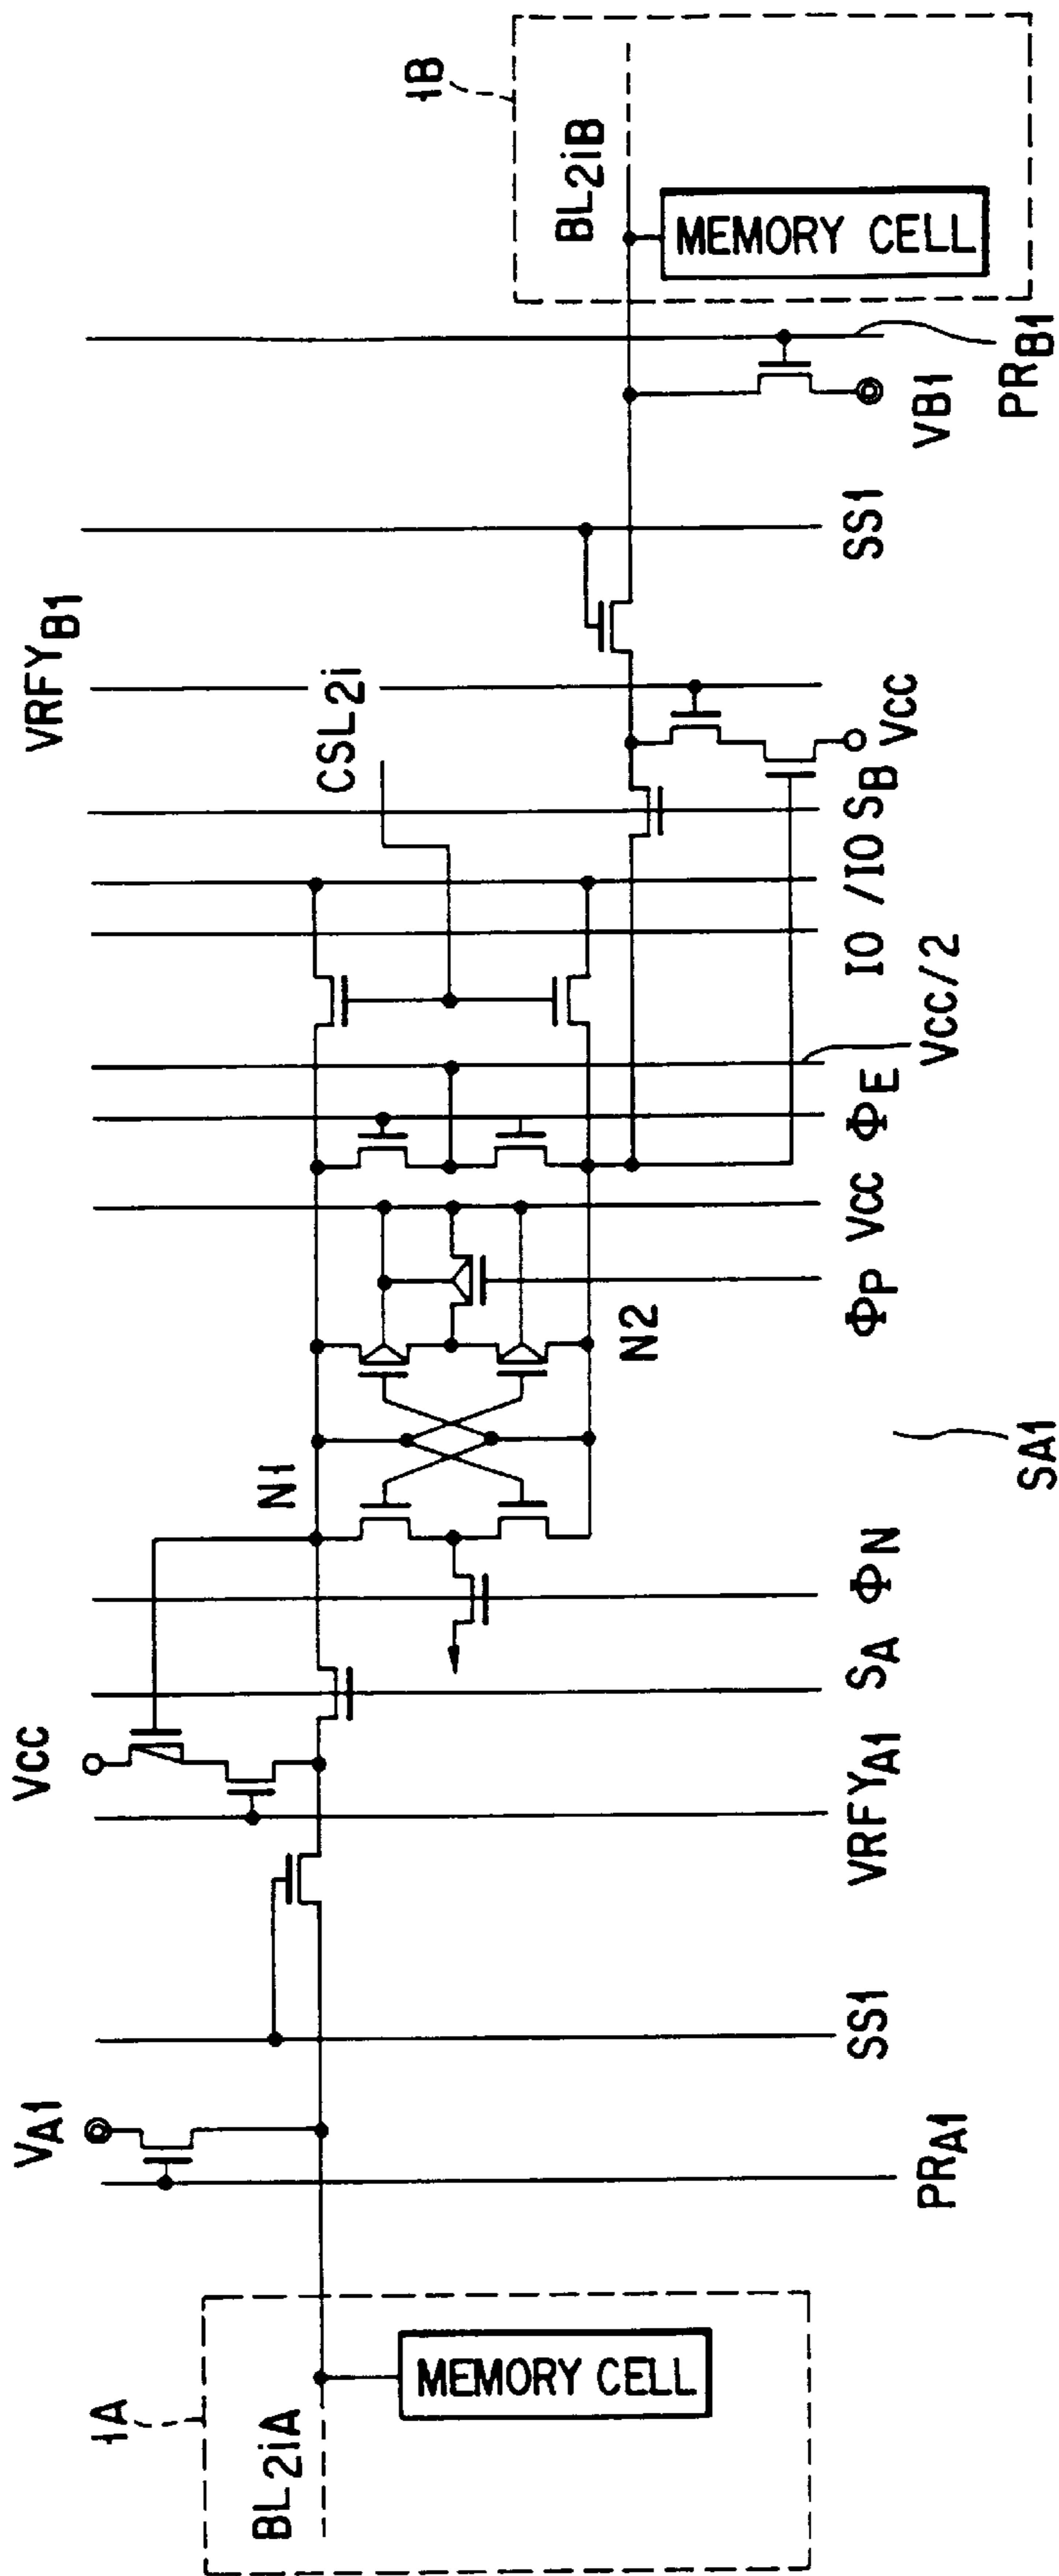 1A
BL2iA
MEMORY CELL
VA1
PRA1
SS1
VCC
VRFYA1
SA
ΦN
N1
SA1
N2
ΦP
VCC
ΦE
VCC/2
IO
/IO
SB
CSL2i
VRFYB1
VCC
SS1
VB1
PRB1
1B
BL2iB
MEMORY CELL